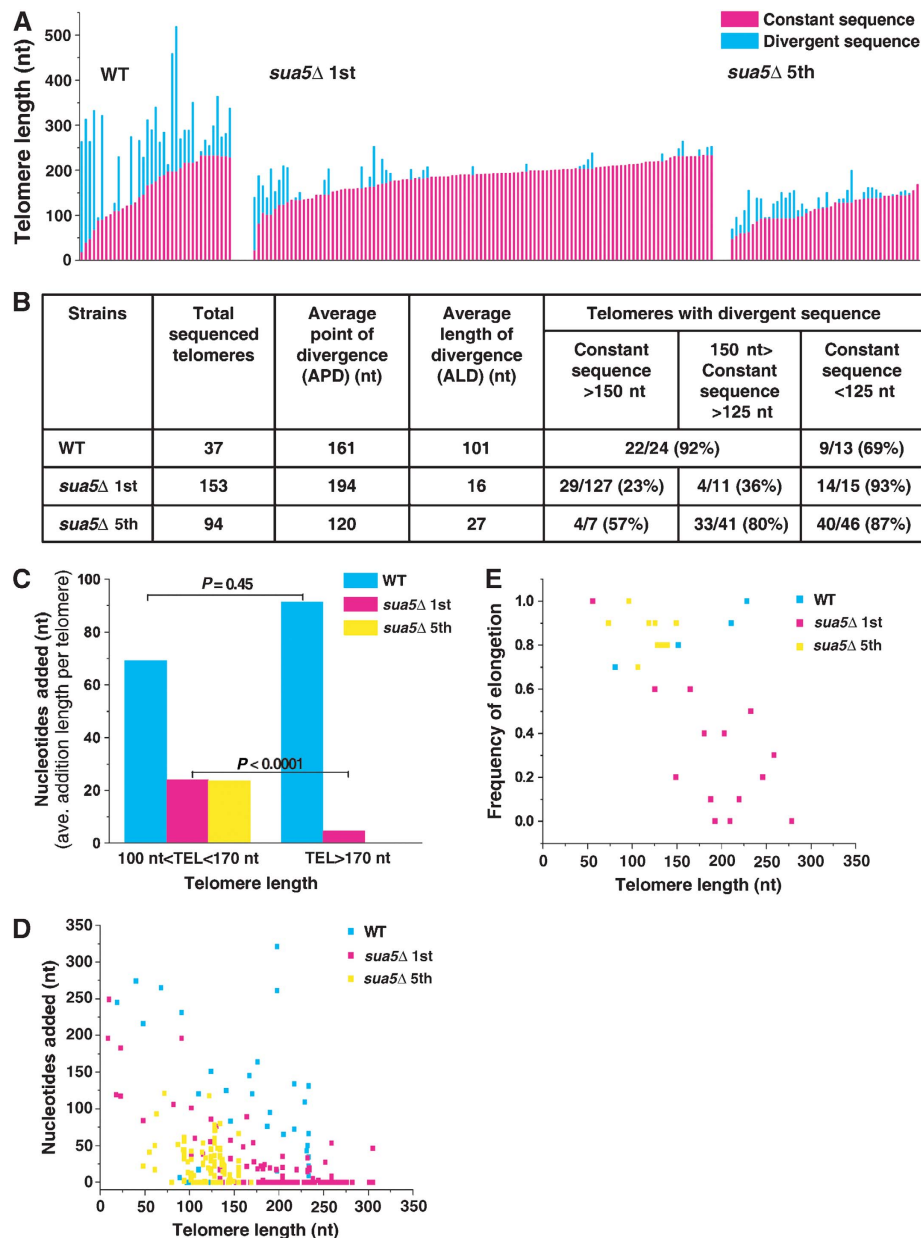 A
Telomere length (nt)
500
400
300
200
100
0
WT
sua5Δ 1st
sua5Δ 5th
Constant sequence
Divergent sequence
B
Strains
Total sequenced telomeres
Average point of divergence (APD) (nt)
Average length of divergence (ALD) (nt)
Telomeres with divergent sequence
Constant sequence >150 nt
150 nt> Constant sequence >125 nt
Constant sequence <125 nt
WT 37 161 101 22/24 (92%) 9/13 (69%)
sua5Δ 1st 153 194 16 29/127 (23%) 4/11 (36%) 14/15 (93%)
sua5Δ 5th 94 120 27 4/7 (57%) 33/41 (80%) 40/46 (87%)
C
Nucleotides added (nt)
(ave. addition length per telomere)
100
80
60
40
20
0
P = 0.45
P < 0.0001
WT
sua5Δ 1st
sua5Δ 5th
100 nt<TEL<170 nt TEL>170 nt
Telomere length
E
Frequency of elongetion
1.0
0.8
0.6
0.4
0.2
0.0
WT
sua5Δ 1st
sua5Δ 5th
0 50 100 150 200 250 300
Telomere length (nt)
D
Nucleotides added (nt)
350
300
250
200
150
100
50
0
WT
sua5Δ 1st
sua5Δ 5th
0 50 100 150 200 250 300 350
Telomere length (nt)